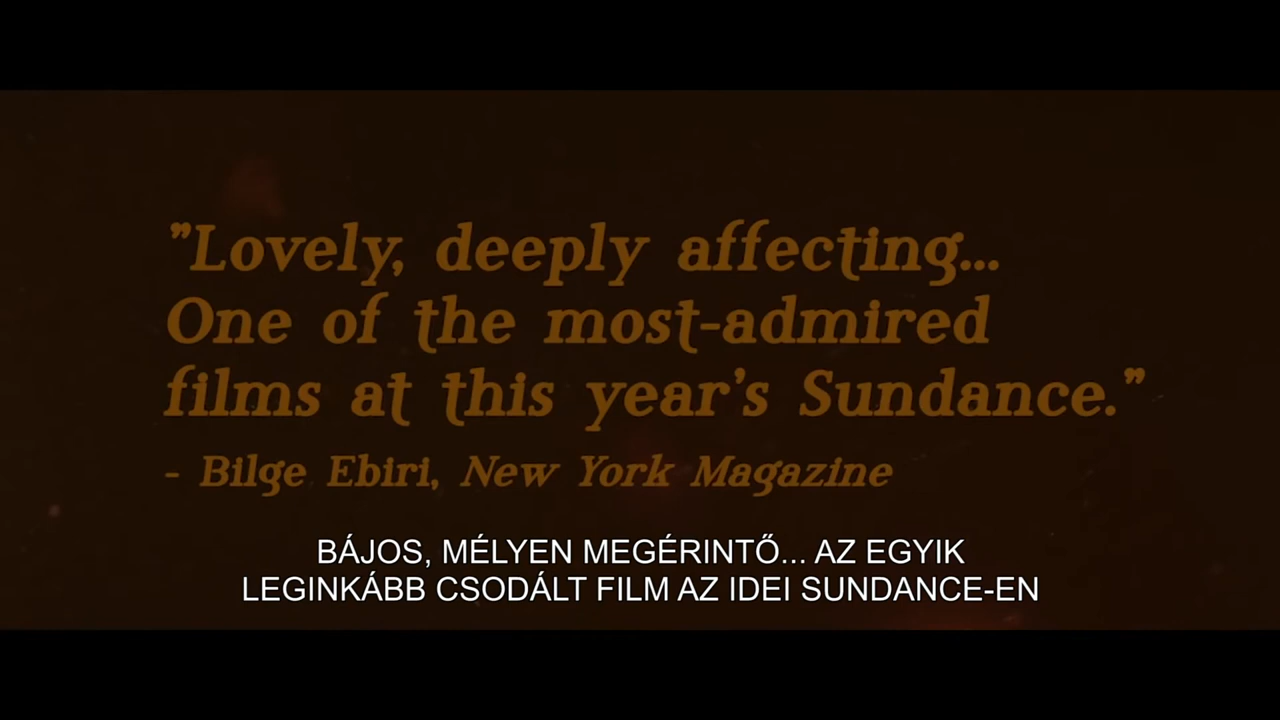 ”Lovely, deeply affecting...
One of the most-admired
films at this year’s Sundance.”
- Bilge Ebiri, New York Magazine
BÁJOS, MÉLYEN MEGÉRINTŐ... AZ EGYIK
LEGINKÁBB CSODÁLT FILM AZ IDEI SUNDANCE-EN